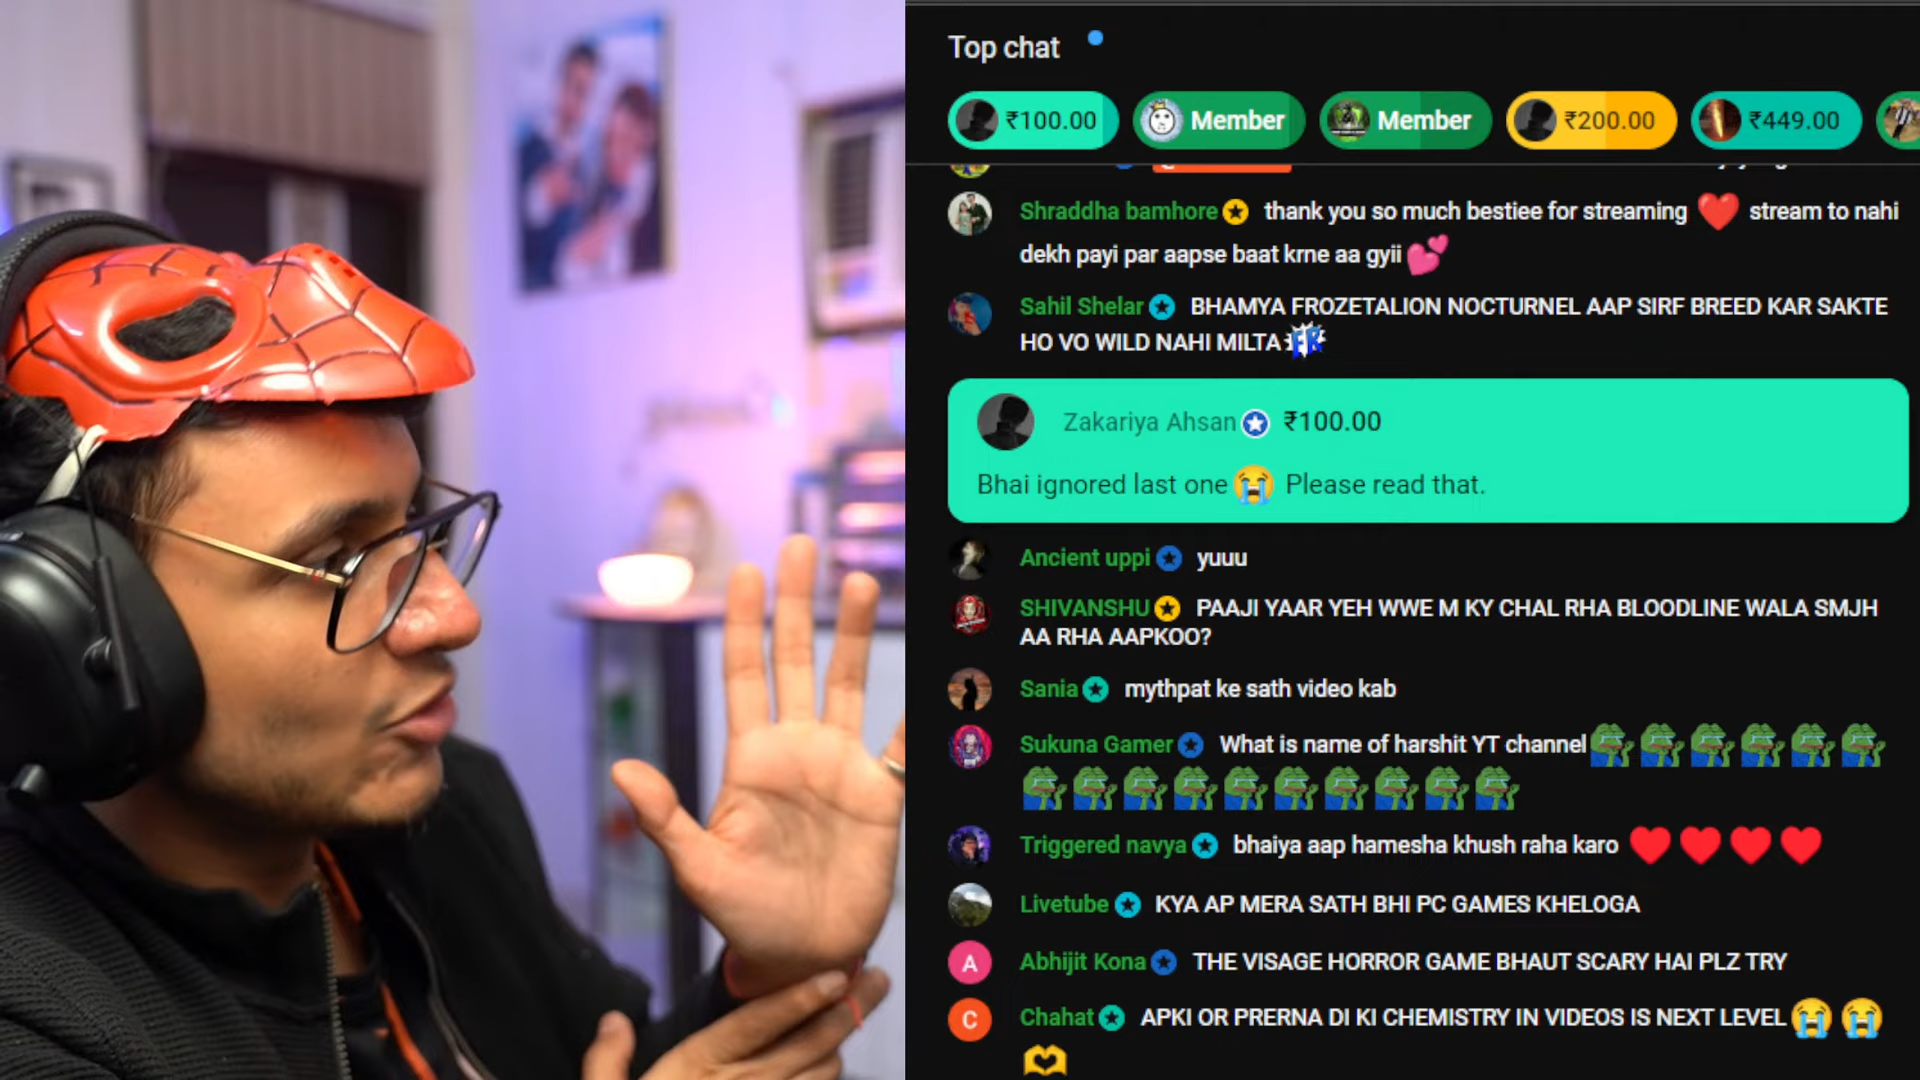 Top chat
₹100.00 Member Member ₹200.00 ₹449.00
Shraddha bamhore thank you so much bestiee for streaming ❤️ stream to nahi
dekh payi par aapse baat krne aa gyii 💕
Sahil Shelar BHAMYA FROZETALION NOCTURNEL AAP SIRF BREED KAR SAKTE
HO VO WILD NAHI MILTA
Zakariya Ahsan ₹100.00
Bhai ignored last one 😭 Please read that.
Ancient uppi yuuu
SHIVANSHU PAAJI YAAR YEH WWE M KY CHAL RHA BLOODLINE WALA SMJH
AA RHA AAPKOO?
Sania mythpat ke sath video kab
Sukuna Gamer What is name of harshit YT channel
Triggered navya bhaiya aap hamesha khush raha karo ❤️ ❤️ ❤️ ❤️
Livetube KYA AP MERA SATH BHI PC GAMES KHELOGA
A Abhijit Kona THE VISAGE HORROR GAME BHAUT SCARY HAI PLZ TRY
C Chahat APKI OR PRERNA DI KI CHEMISTRY IN VIDEOS IS NEXT LEVEL 😭 😭
🫶